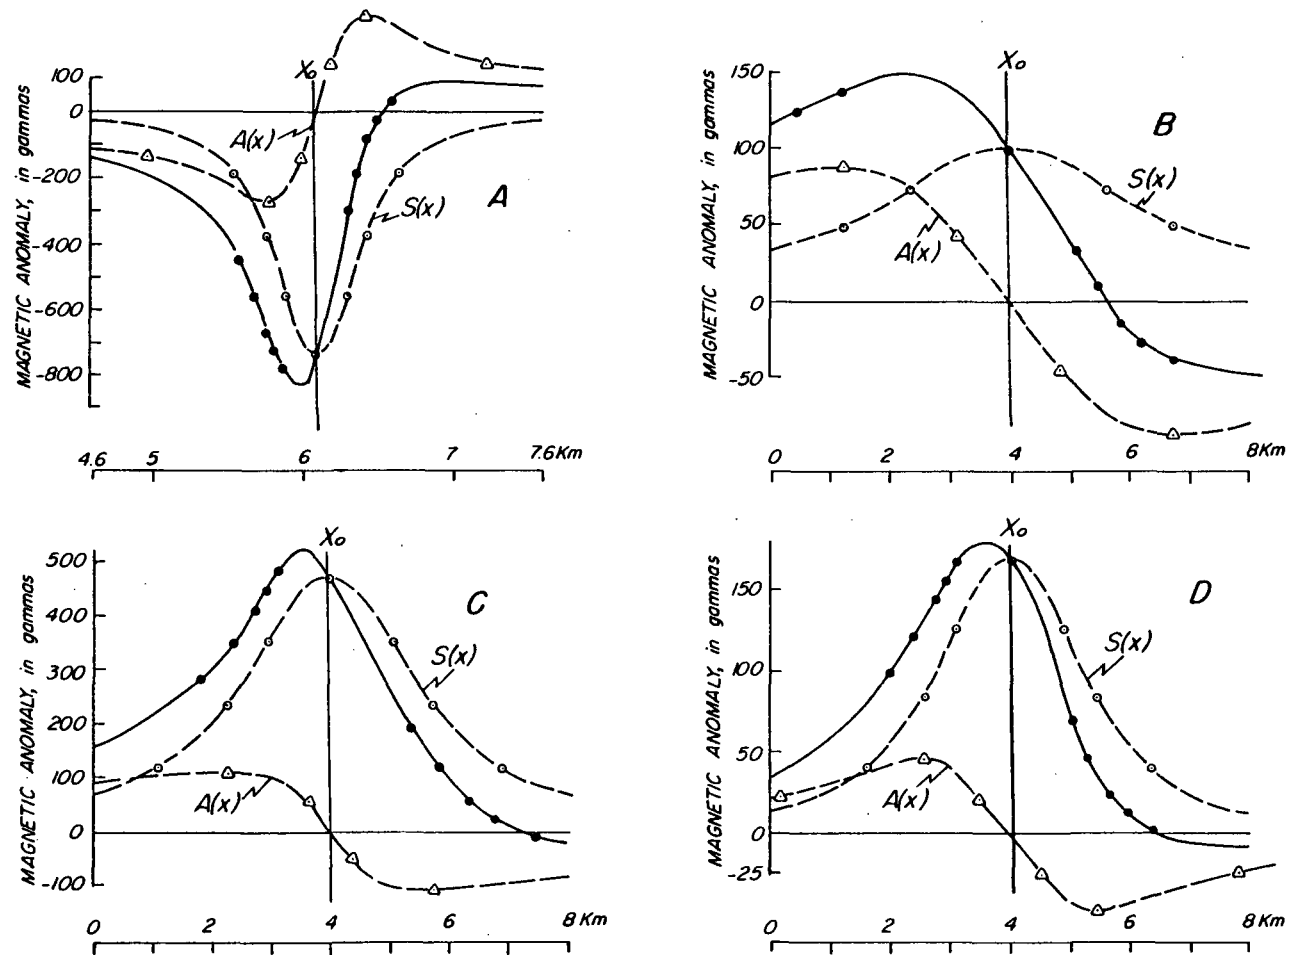 MAGNETIC ANOMALY, in gammas
100
0
-200
-400
-600
-800
X₀
A(x)
S(x)
A
4.6 5 6 7 7.6 Km
MAGNETIC ANOMALY, in gammas
150
100
50
0
-50
X₀
A(x)
S(x)
B
0 2 4 6 8 Km
MAGNETIC ANOMALY, in gammas
500
400
300
200
100
0
-100
X₀
A(x)
S(x)
C
0 2 4 6 8 Km
MAGNETIC ANOMALY, in gammas
150
100
50
0
-25
X₀
A(x)
S(x)
D
0 2 4 6 8 Km